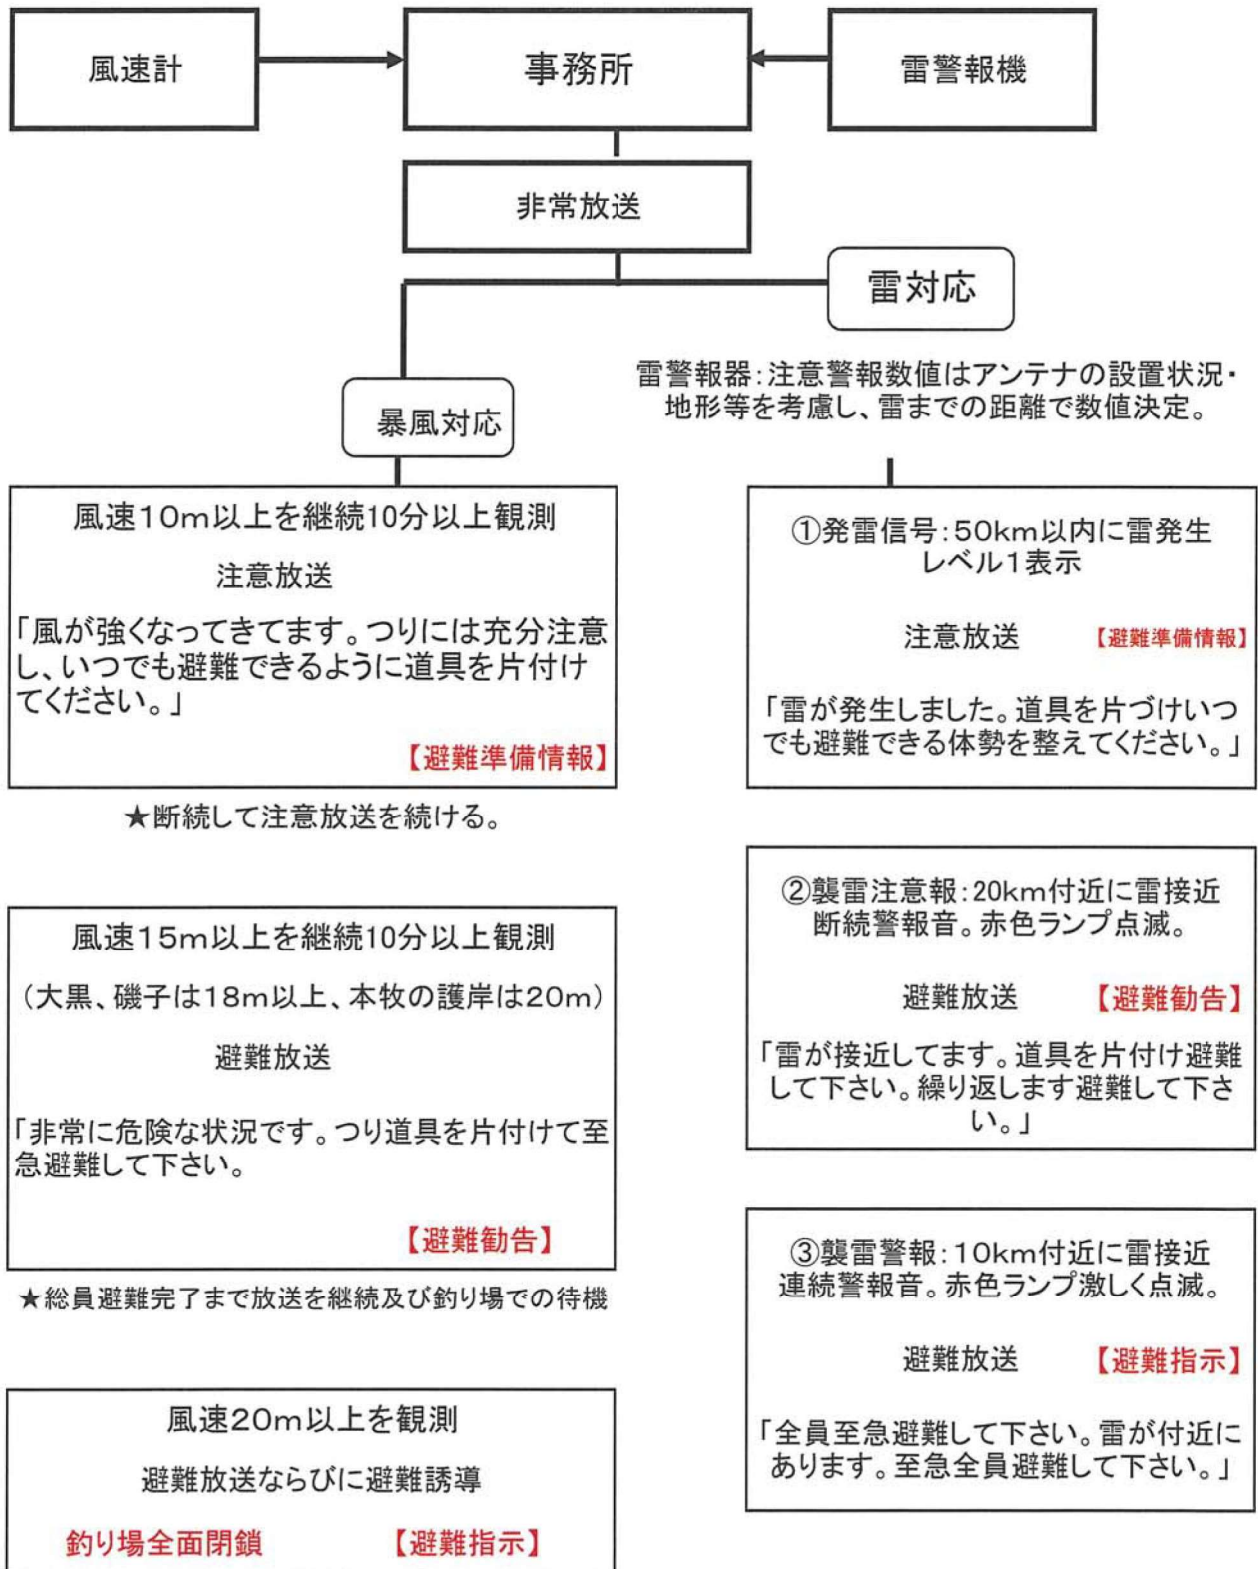 風速計
事務所
雷警報機
非常放送
雷対応
雷警報器:注意警報数値はアンテナの設置状況・
地形等を考慮し、雷までの距離で数値決定。
暴風対応
風速10m以上を継続10分以上観測
注意放送
「風が強くなってきてます。つりには充分注意
し、いつでも避難できるように道具を片付け
てください。」
【避難準備情報】
★断続して注意放送を続ける。
風速15m以上を継続10分以上観測
(大黒、磯子は18m以上、本牧の護岸は20m)
避難放送
「非常に危険な状況です。つり道具を片付けて至
急避難して下さい。
【避難勧告】
★総員避難完了まで放送を継続及び釣り場での待機
風速20m以上を観測
避難放送ならびに避難誘導
釣り場全面閉鎖 【避難指示】
①発雷信号:50km以内に雷発生
レベル1表示
注意放送 【避難準備情報】
「雷が発生しました。道具を片づけいつ
でも避難できる体勢を整えてください。」
②襲雷注意報:20km付近に雷接近
断続警報音。赤色ランプ点滅。
避難放送 【避難勧告】
「雷が接近してます。道具を片付け避難
して下さい。繰り返します避難して下さ
い。」
③襲雷警報:10km付近に雷接近
連続警報音。赤色ランプ激しく点滅。
避難放送 【避難指示】
「全員至急避難して下さい。雷が付近に
あります。至急全員避難して下さい。」